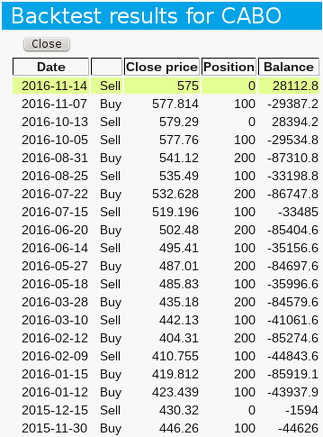 Backtest results for CABO
Close
Date Close price Position Balance
2016-11-14 Sell 575 0 28112.8
2016-11-07 Buy 577.814 100 -29387.2
2016-10-13 Sell 579.29 0 28394.2
2016-10-05 Sell 577.76 100 -29534.8
2016-08-31 Buy 541.12 200 -87310.8
2016-08-25 Sell 535.49 100 -33198.8
2016-07-22 Buy 532.628 200 -86747.8
2016-07-15 Sell 519.196 100 -33485
2016-06-20 Buy 502.48 200 -85404.6
2016-06-14 Sell 495.41 100 -35156.6
2016-05-27 Buy 487.01 200 -84697.6
2016-05-18 Sell 485.83 100 -35996.6
2016-03-28 Buy 435.18 200 -84579.6
2016-03-10 Sell 442.13 100 -41061.6
2016-02-12 Buy 404.31 200 -85274.6
2016-02-09 Sell 410.755 100 -44843.6
2016-01-15 Buy 419.812 200 -85919.1
2016-01-12 Buy 423.439 100 -43937.9
2015-12-15 Sell 430.32 0 -1594
2015-11-30 Buy 446.26 100 -44626